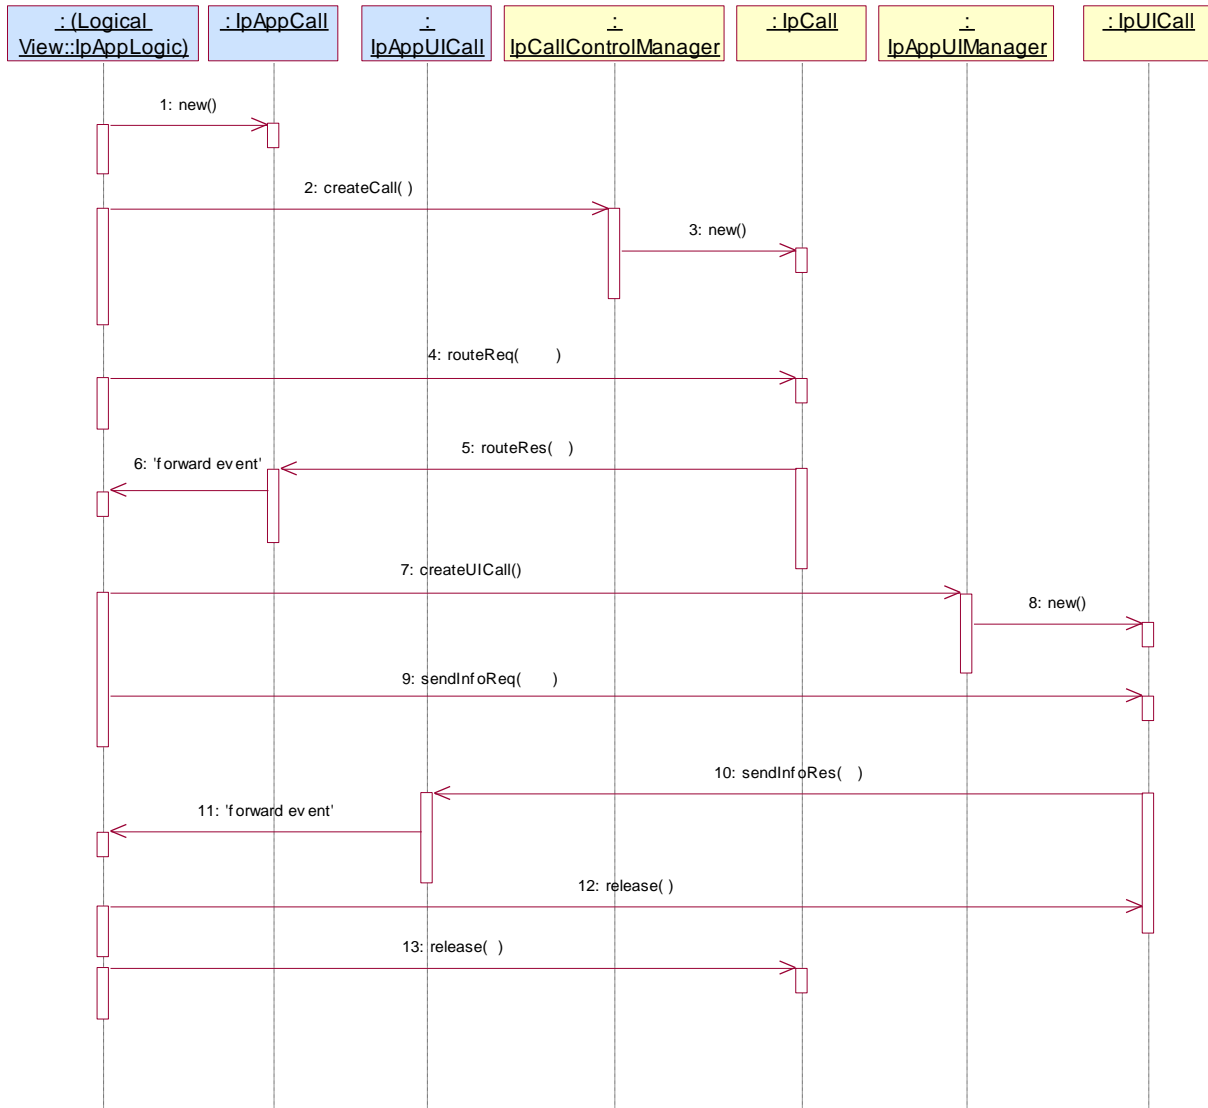 : (Logical
View::IpAppLogic)
: IpAppCall
:
IpAppUICall
:
IpCallControlManager
: IpCall
:
IpAppUIManager
: IpUICall
1: new()
2: createCall( )
3: new()
4: routeReq( )
5: routeRes( )
6: 'forward event'
7: createUICall()
8: new()
9: sendInfoReq( )
10: sendInfoRes( )
11: 'forward event'
12: release( )
13: release( )